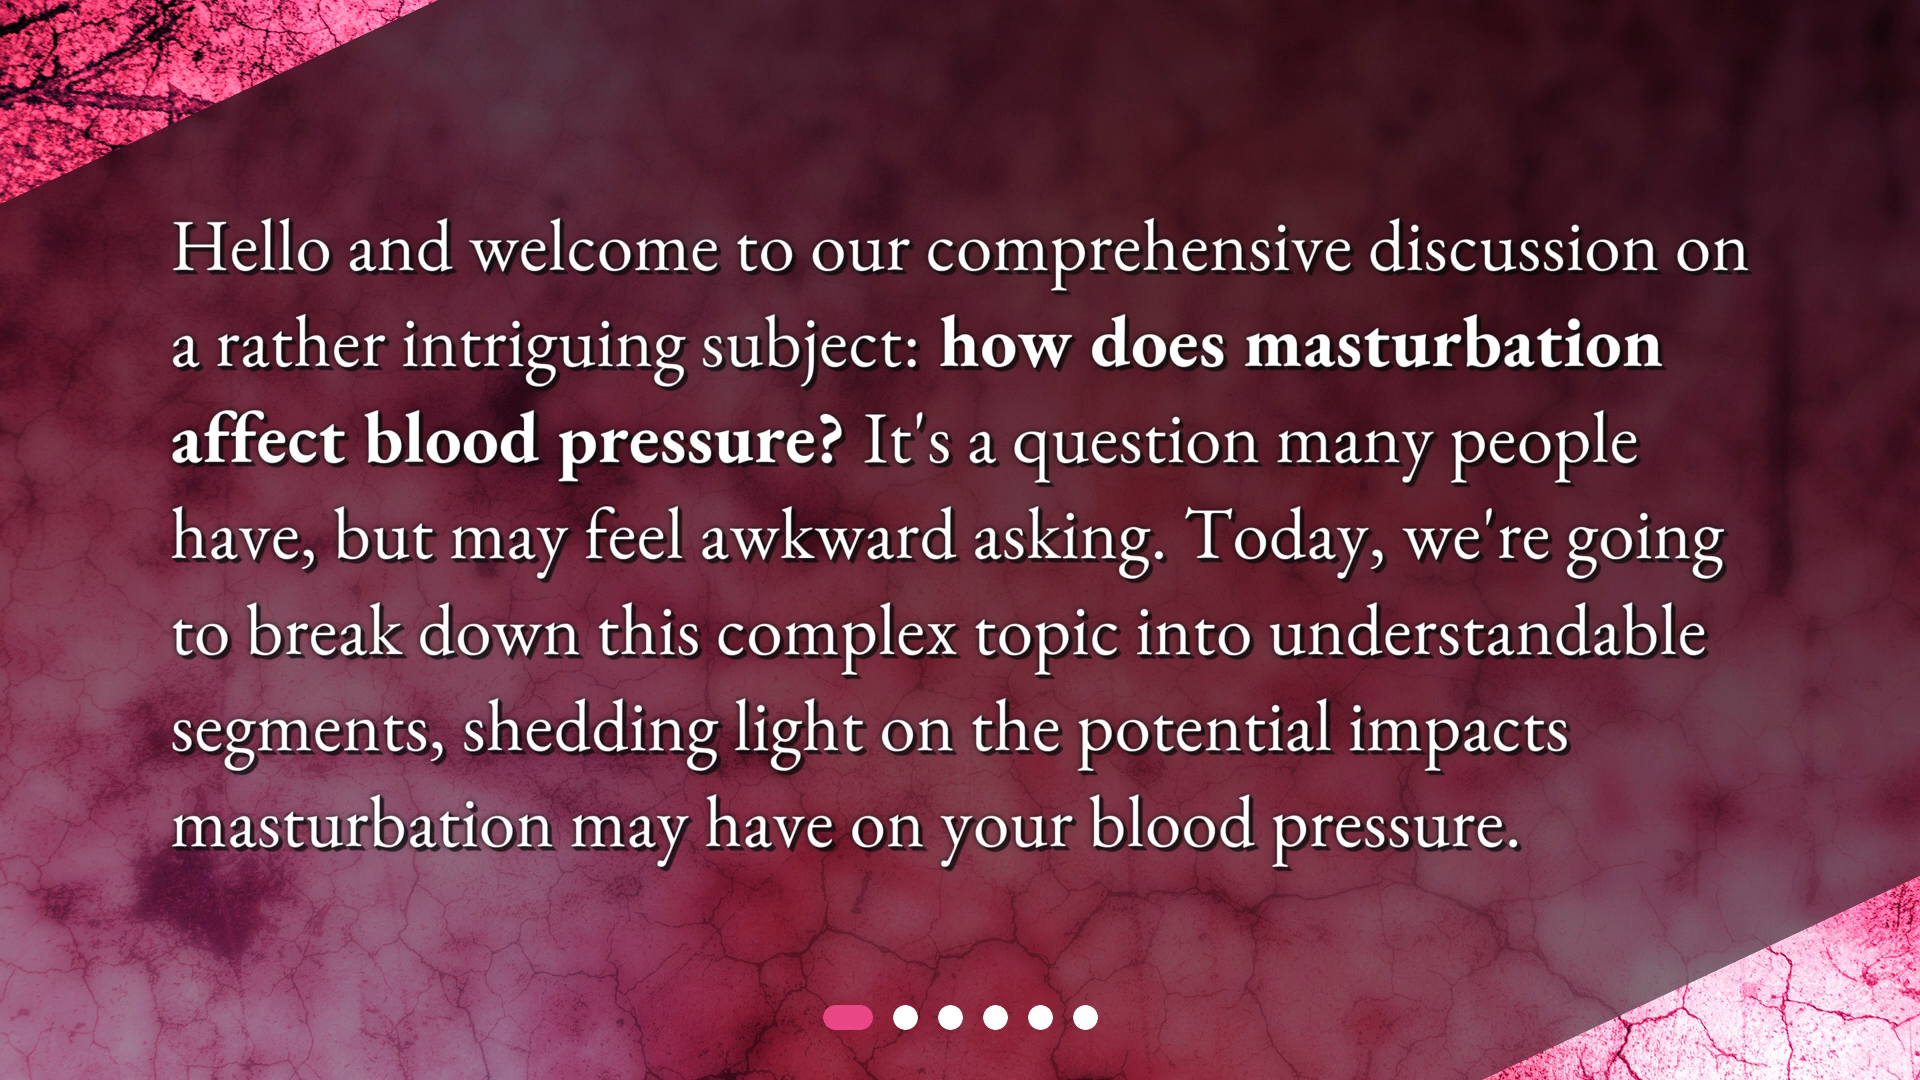 Hello and welcome to our comprehensive discussion on
a rather intriguing subject: how does masturbation
affect blood pressure? It's a question many people
have, but may feel awkward asking. Today, we're going
to break down this complex topic into understandable
segments, shedding light on the potential impacts
masturbation may have on your blood pressure.